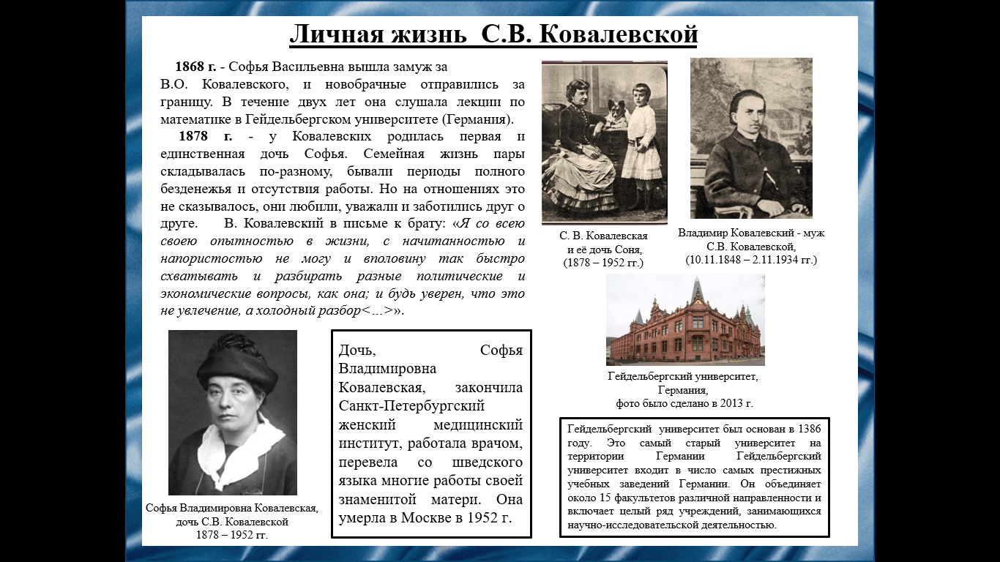 Личная жизнь С.В. Ковалевской
1868 г. - Софья Васильевна вышла замуж за
В.О. Ковалевского, и новобрачные отправились за
границу. В течение двух лет она слушала лекции по
математике в Гейдельбергском университете (Германия).
1878 г. - у Ковалевских родилась первая и
единственная дочь Софья. Семейная жизнь пары
складывалась по-разному, бывали периоды полного
безденежья и отсутствия работы. Но на отношениях это
не сказывалось, они любили, уважали и заботились друг о
друге. В. Ковалевский в письме к брату: «Я со всею
своею опытностью в жизни, с начитанностью и
напористостью не могу и вполовину так быстро
схватывать и разбирать разные политические и
экономические вопросы, как она; и будь уверен, что это
не увлечение, а холодный разбор<…>».
С. В. Ковалевская
и её дочь Соня,
(1878 – 1952 гг.)
Владимир Ковалевский - муж
С.В. Ковалевской,
(10.11.1848 – 2.11.1934 гг.)
Гейдельбергский университет,
Германия,
фото было сделано в 2013 г.
Софья Владимировна Ковалевская,
дочь С.В. Ковалевской
1878 – 1952 гг.
Дочь, Софья
Владимировна
Ковалевская, закончила
Санкт-Петербургский
женский медицинский
институт, работала врачом,
перевела со шведского
языка многие работы своей
знаменитой матери. Она
умерла в Москве в 1952 г.
Гейдельбергский университет был основан в 1386
году. Это самый старый университет на
территории Германии Гейдельбергский
университет входит в число самых престижных
учебных заведений Германии. Он объединяет
около 15 факультетов различной направленности и
включает целый ряд учреждений, занимающихся
научно-исследовательской деятельностью.